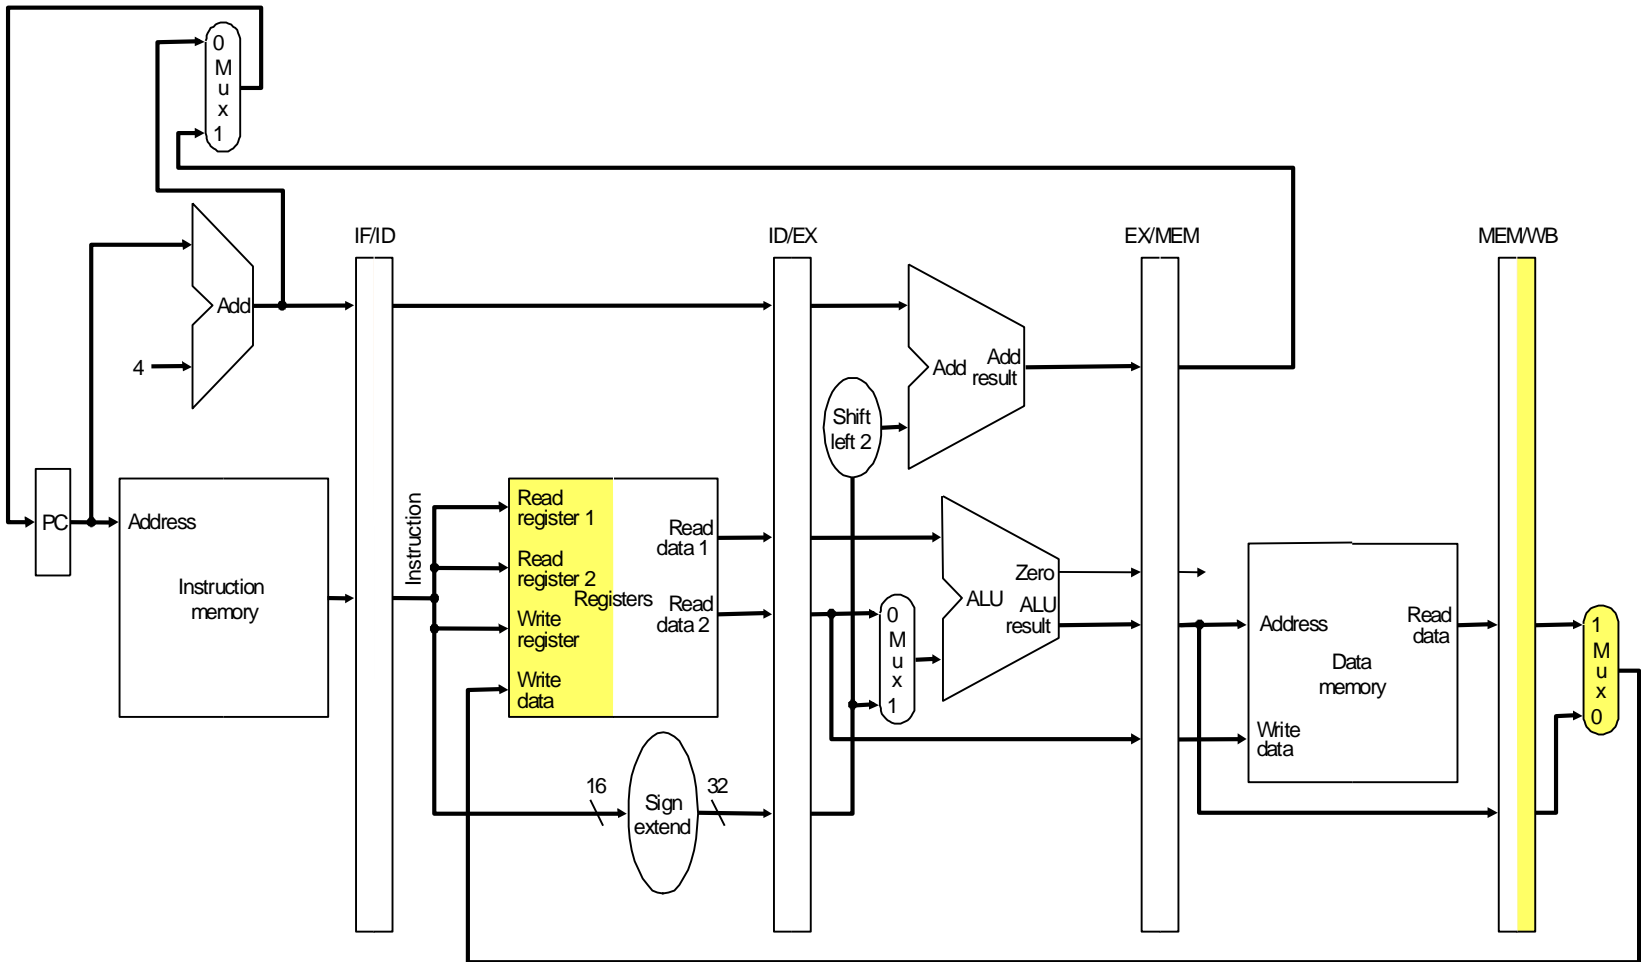 0
M
u
x
1
IF/ID
ID/EX
EX/MEM
MEM/WB
Add
4
Add
Add
result
Shift
left 2
PC
Address
Instruction
memory
Instruction
Read
register 1
Read
register 2
Write
register
Write
data
Registers
Read
data 1
Read
data 2
16
Sign
extend
32
0
M
u
x
1
Zero
ALU
ALU
result
Address
Read
data
Data
memory
Write
data
1
M
u
x
0